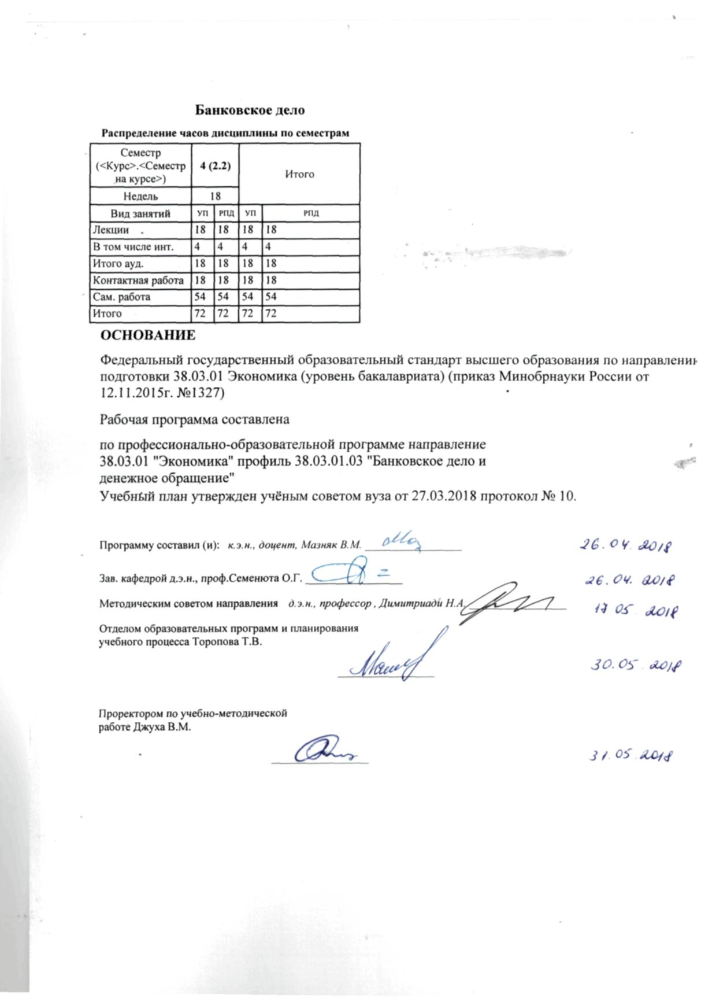 Банковское дело
Распределение часов дисциплины по семестрам
Семестр
(<Курс>.<Семестр
на курсе>)
4 (2.2)
Итого
Недель 18
Вид занятий УП РПД УП РПД
Лекции 18 18 18 18
В том числе инт. 4 4 4 4
Итого ауд. 18 18 18 18
Контактная работа 18 18 18 18
Сам. работа 54 54 54 54
Итого 72 72 72 72
ОСНОВАНИЕ
Федеральный государственный образовательный стандарт высшего образования по
подготовки 38.03.01 Экономика (уровень бакалавриата) (приказ Минобрнауки России от
12.11.2015г. №1327)
Рабочая программа составлена
по профессионально-образовательной программе направление
38.03.01 "Экономика" профиль 38.03.01.03 "Банковское дело и
денежное обращение"
Учебный план утвержден учёным советом вуза от 27.03.2018 протокол № 10.
Программу составил (и): к.э.н., доцент, Мазняк В.М. 26.04.2018
Зав. кафедрой д.э.н., проф.Семенюта О.Г. 26.04.2018
Методическим советом направления д.э.н., профессор , Димитриади Н.А. 17.05.2018
Отделом образовательных программ и планирования
учебного процесса Торопова Т.В.
30.05.2018
Проректором по учебно-методической
работе Джуха В.М.
31.05.2018